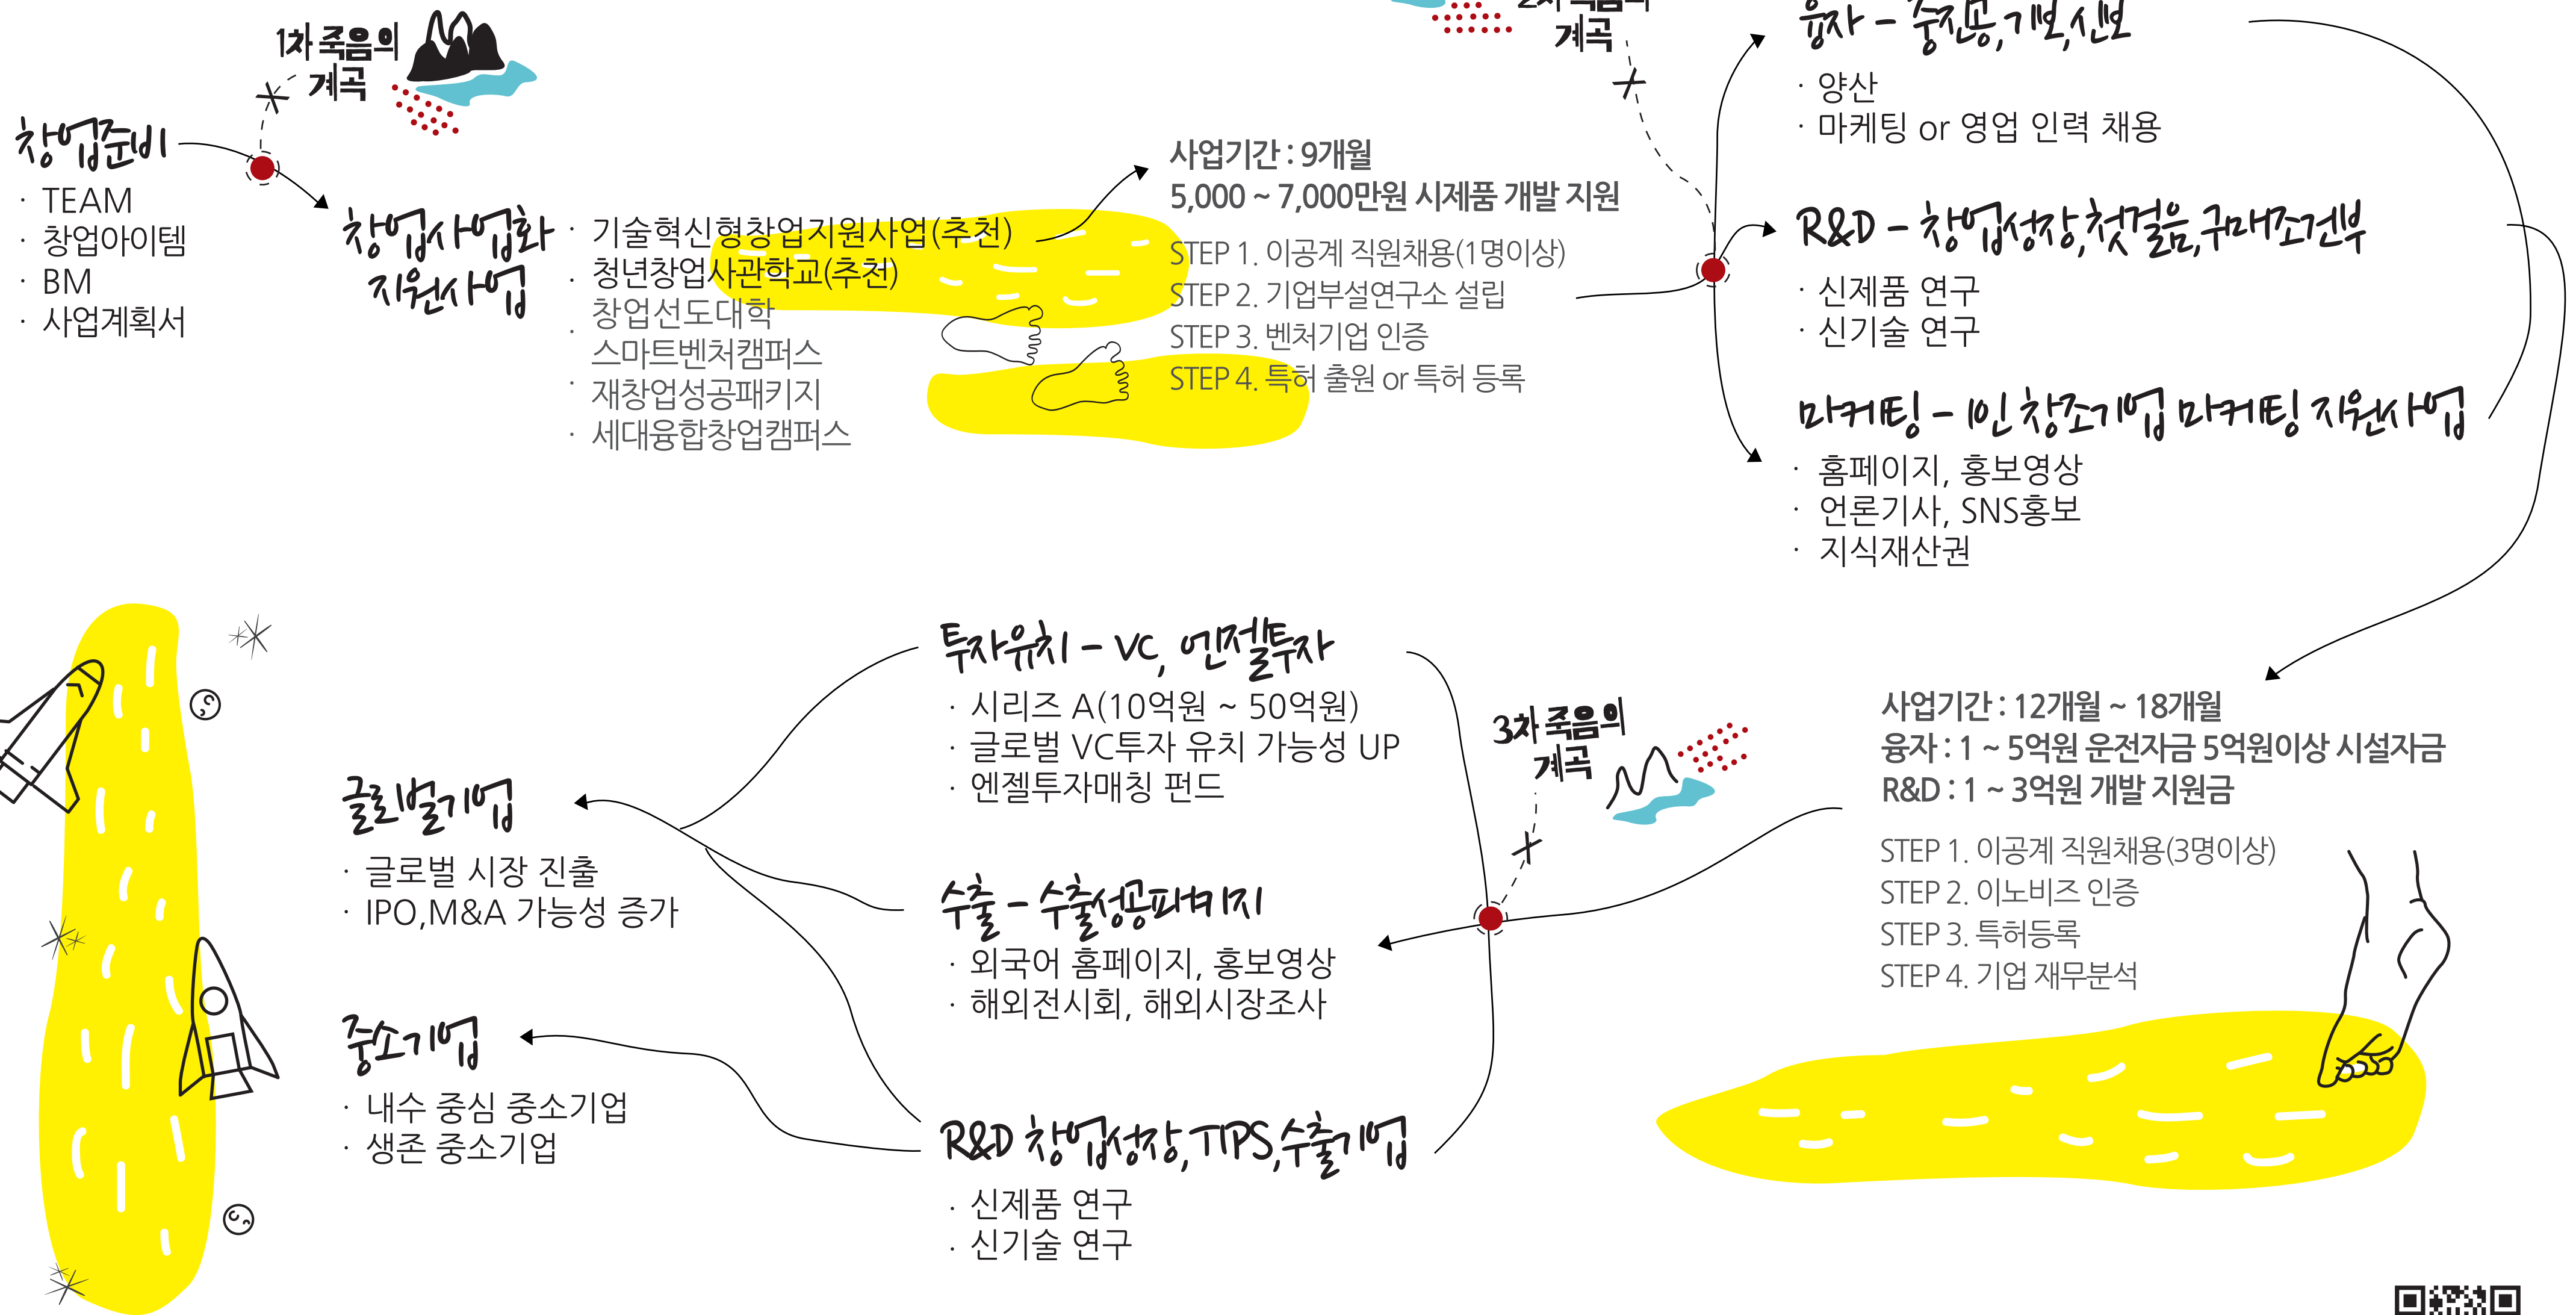 1차 죽음의
계곡
창업준비
· TEAM
· 창업아이템
· BM
· 사업계획서
창업사업화
지원사업
· 기술혁신형창업지원사업(추천)
· 청년창업사관학교(추천)
창업선도대학
· 스마트벤처캠퍼스
· 재창업성공패키지
· 세대융합창업캠퍼스
사업기간 : 9개월
5,000 ~ 7,000만원 시제품 개발 지원
STEP 1. 이공계 직원채용(1명이상)
STEP 2. 기업부설연구소 설립
STEP 3. 벤처기업 인증
STEP 4. 특허 출원 or 특허 등록
2차 죽음의
계곡
융자 - 중진공,기보,신보
· 양산
· 마케팅 or 영업 인력 채용
R&D - 창업성장,첫걸음,구매조건부
· 신제품 연구
· 신기술 연구
마케팅 - 1인 창조기업 마케팅 지원사업
· 홈페이지, 홍보영상
· 언론기사, SNS홍보
· 지식재산권
사업기간 : 12개월 ~ 18개월
융자 : 1 ~ 5억원 운전자금 5억원이상 시설자금
R&D : 1 ~ 3억원 개발 지원금
STEP 1. 이공계 직원채용(3명이상)
STEP 2. 이노비즈 인증
STEP 3. 특허등록
STEP 4. 기업 재무분석
3차 죽음의
계곡
투자유치 - VC, 엔젤투자
· 시리즈 A(10억원 ~ 50억원)
· 글로벌 VC투자 유치 가능성 UP
· 엔젤투자매칭 펀드
수출 - 수출성공패키지
· 외국어 홈페이지, 홍보영상
· 해외전시회, 해외시장조사
R&D 창업성장,TIPS,수출기업
· 신제품 연구
· 신기술 연구
글로벌기업
· 글로벌 시장 진출
· IPO,M&A 가능성 증가
중소기업
· 내수 중심 중소기업
· 생존 중소기업